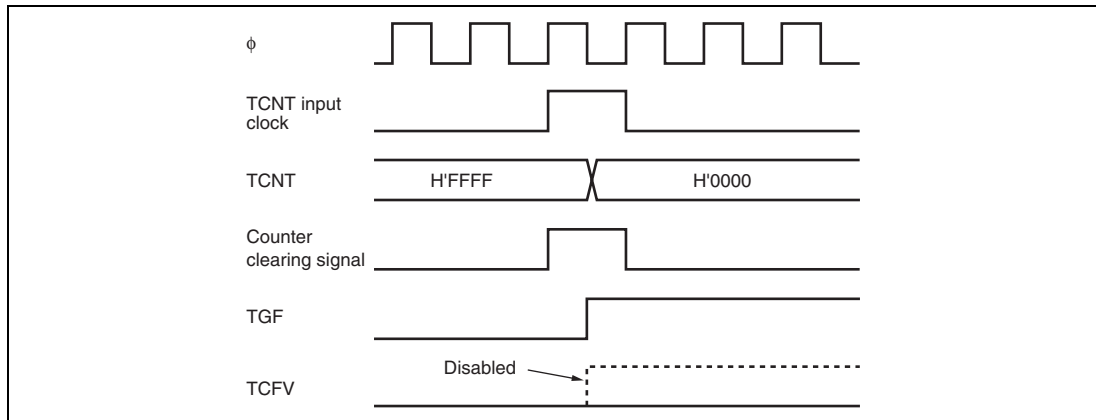 ϕ
TCNT input
clock
TCNT
H'FFFF
H'0000
Counter
clearing signal
TGF
Disabled
TCFV